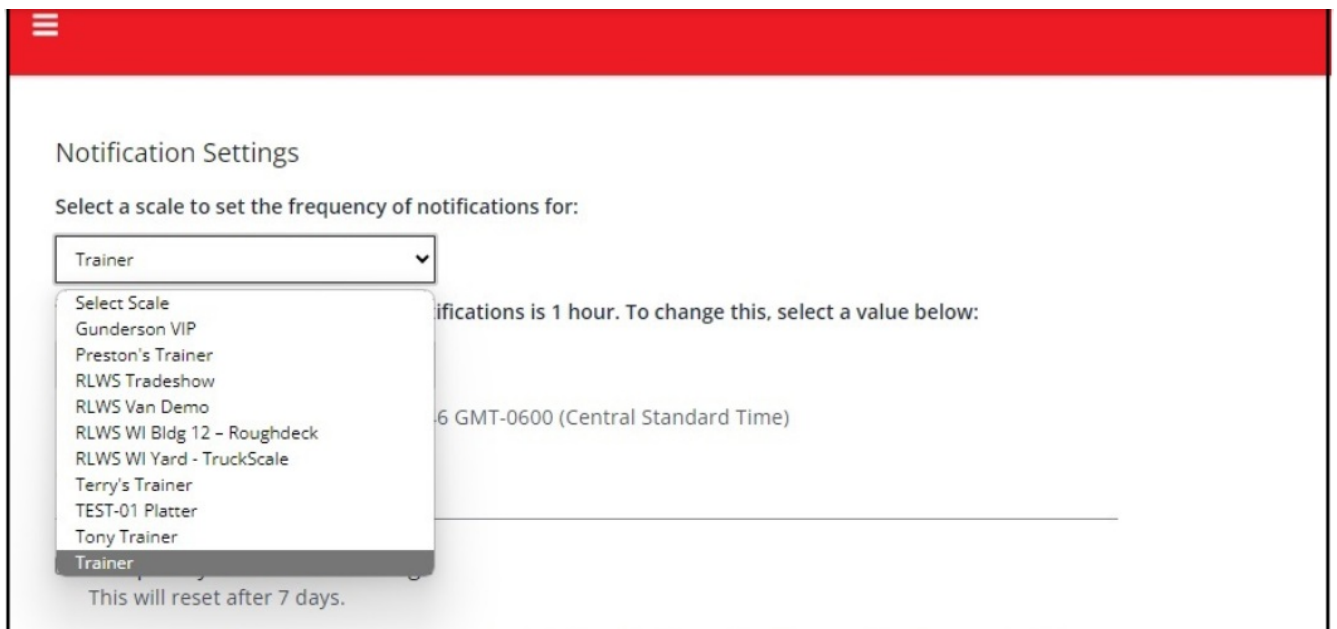 Notification Settings
Select a scale to set the frequency of notifications for:
Trainer
Select Scale
Gunderson VIP
Preston's Trainer
RLWS Tradeshow
RLWS Van Demo
RLWS WI Bldg 12 – Roughdeck
RLWS WI Yard - TruckScale
Terry's Trainer
TEST-01 Platter
Tony Trainer
Trainer
is 1 hour. To change this, select a value below:
GMT-0600 (Central Standard Time)
This will reset after 7 days.